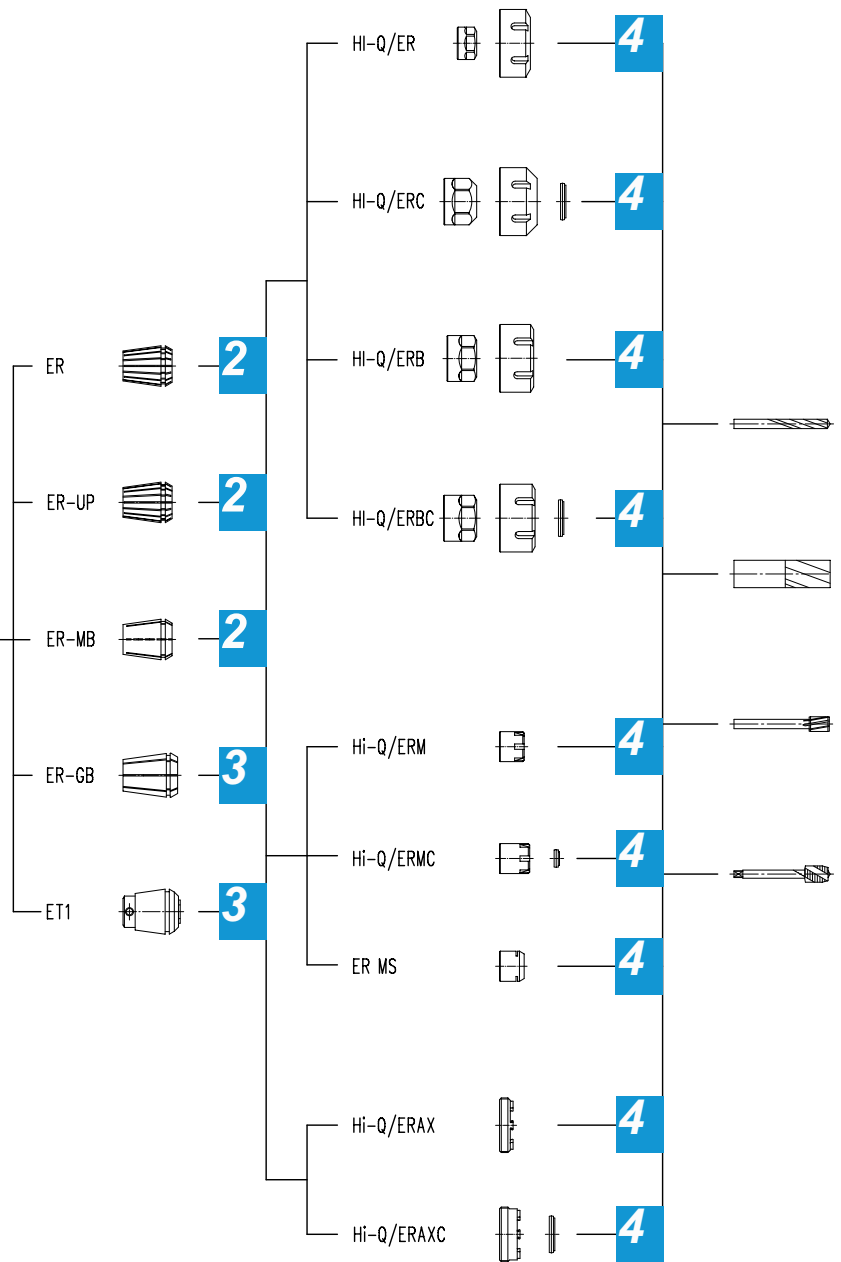 HI-Q/ER 4
HI-Q/ERC 4
HI-Q/ERB 4
ER 2
ER-UP 2
HI-Q/ERBC 4
ER-MB 2
Hi-Q/ERM 4
ER-GB 3
Hi-Q/ERMC 4
ET1 3
ER MS 4
Hi-Q/ERAX 4
Hi-Q/ERAXC 4